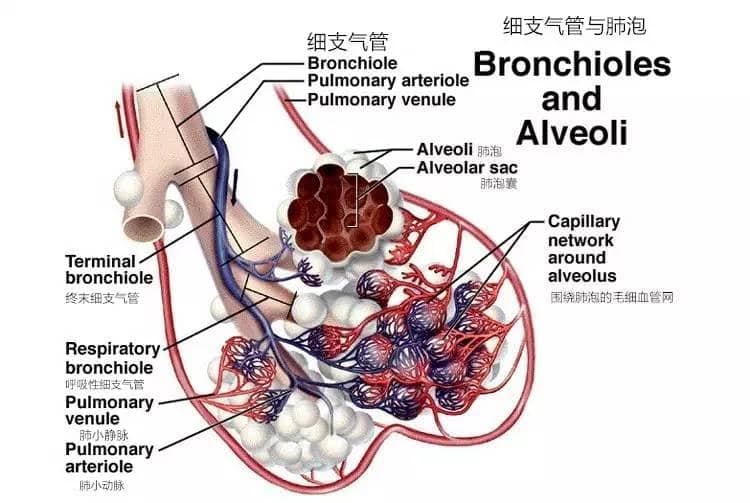 细支气管与肺泡
Bronchioles
and
Alveoli
细支气管
Bronchiole
Pulmonary arteriole
Pulmonary venule
Alveoli 肺泡
Alveolar sac
肺泡囊
Capillary
network
around
alveolus
围绕肺泡的毛细血管网
Terminal
bronchiole
终末细支气管
Respiratory
bronchiole
呼吸性细支气管
Pulmonary
venule
肺小静脉
Pulmonary
arteriole
肺小动脉